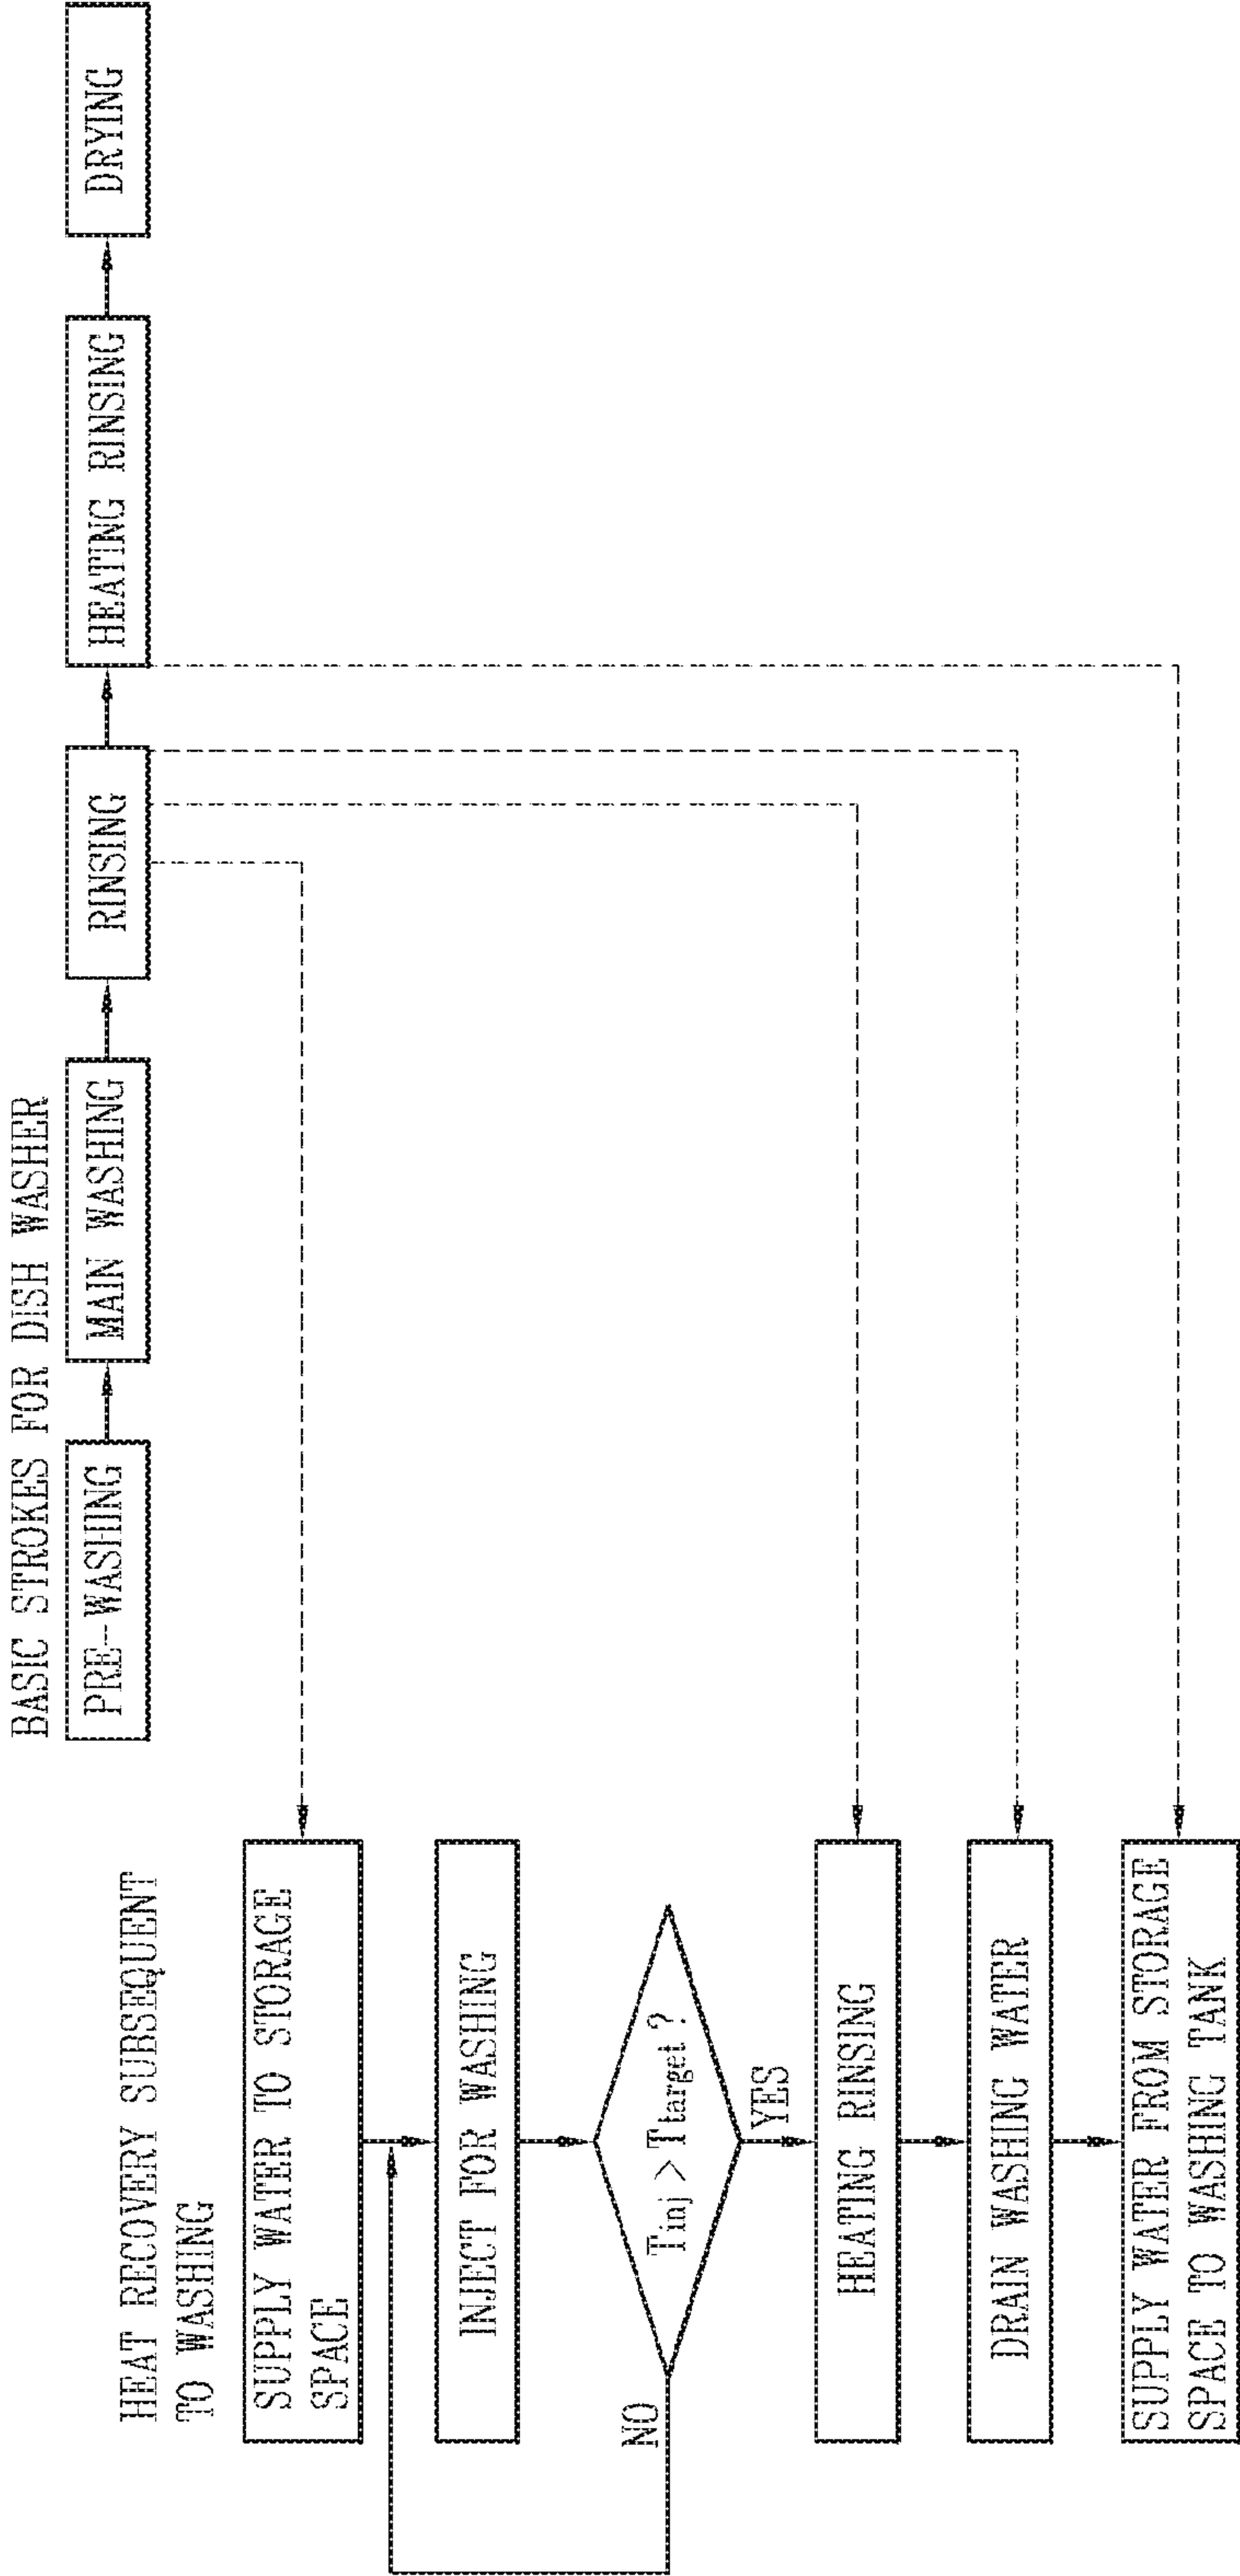 BASIC STROKES FOR DISH WASHER
PRE-WASHING
MAIN WASHING
RINSING
HEATING RINSING
DRYING
HEAT RECOVERY SUBSEQUENT
TO WASHING
SUPPLY WATER TO STORAGE
SPACE
INJECT FOR WASHING
Tinj > Ttarget ?
NO
YES
HEATING RINSING
DRAIN WASHING WATER
SUPPLY WATER FROM STORAGE
SPACE TO WASHING TANK